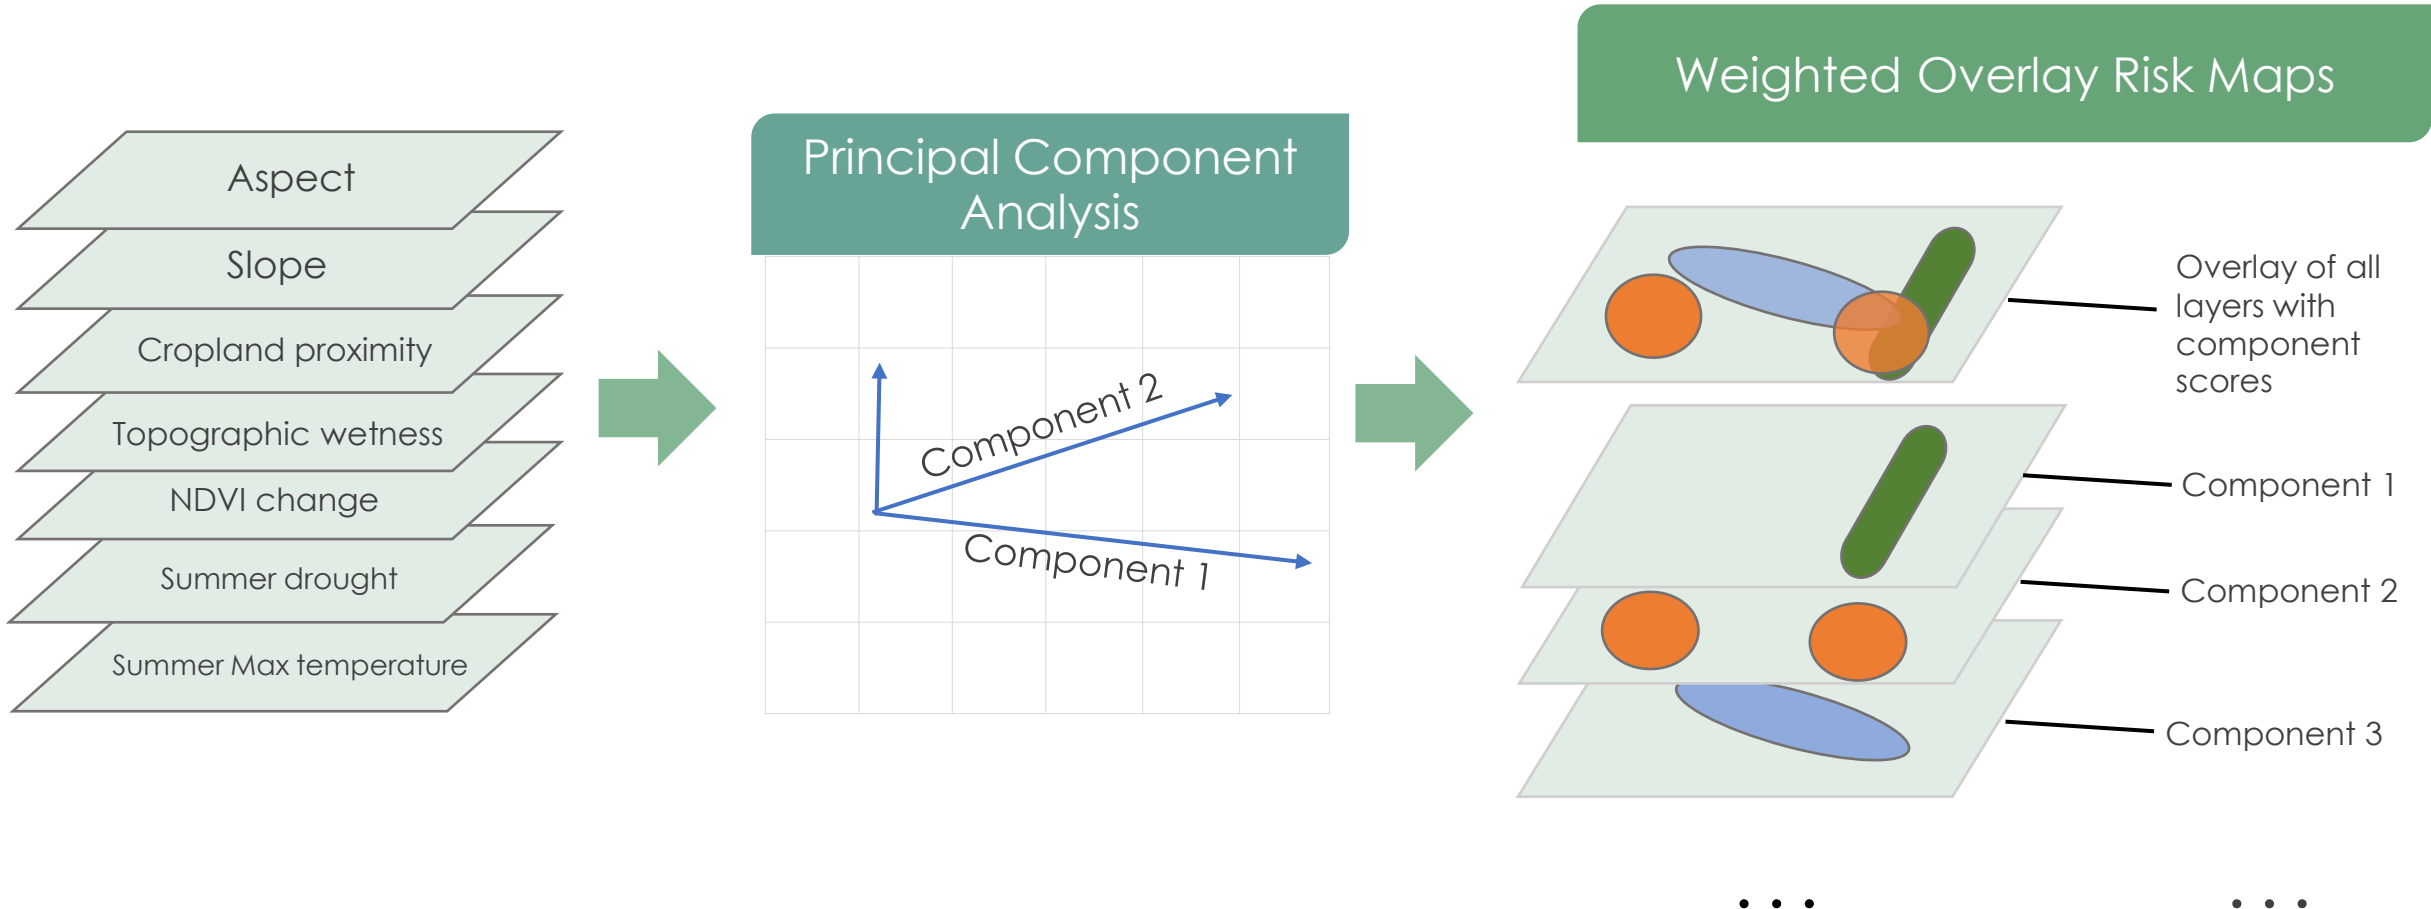 Aspect
Slope
Cropland proximity
Topographic wetness
NDVI change
Summer drought
Summer Max temperature
Principal Component
Analysis
Component 2
Component 1
Weighted Overlay Risk Maps
Overlay of all
layers with
component
scores
Component 1
Component 2
Component 3
. . .
. . .